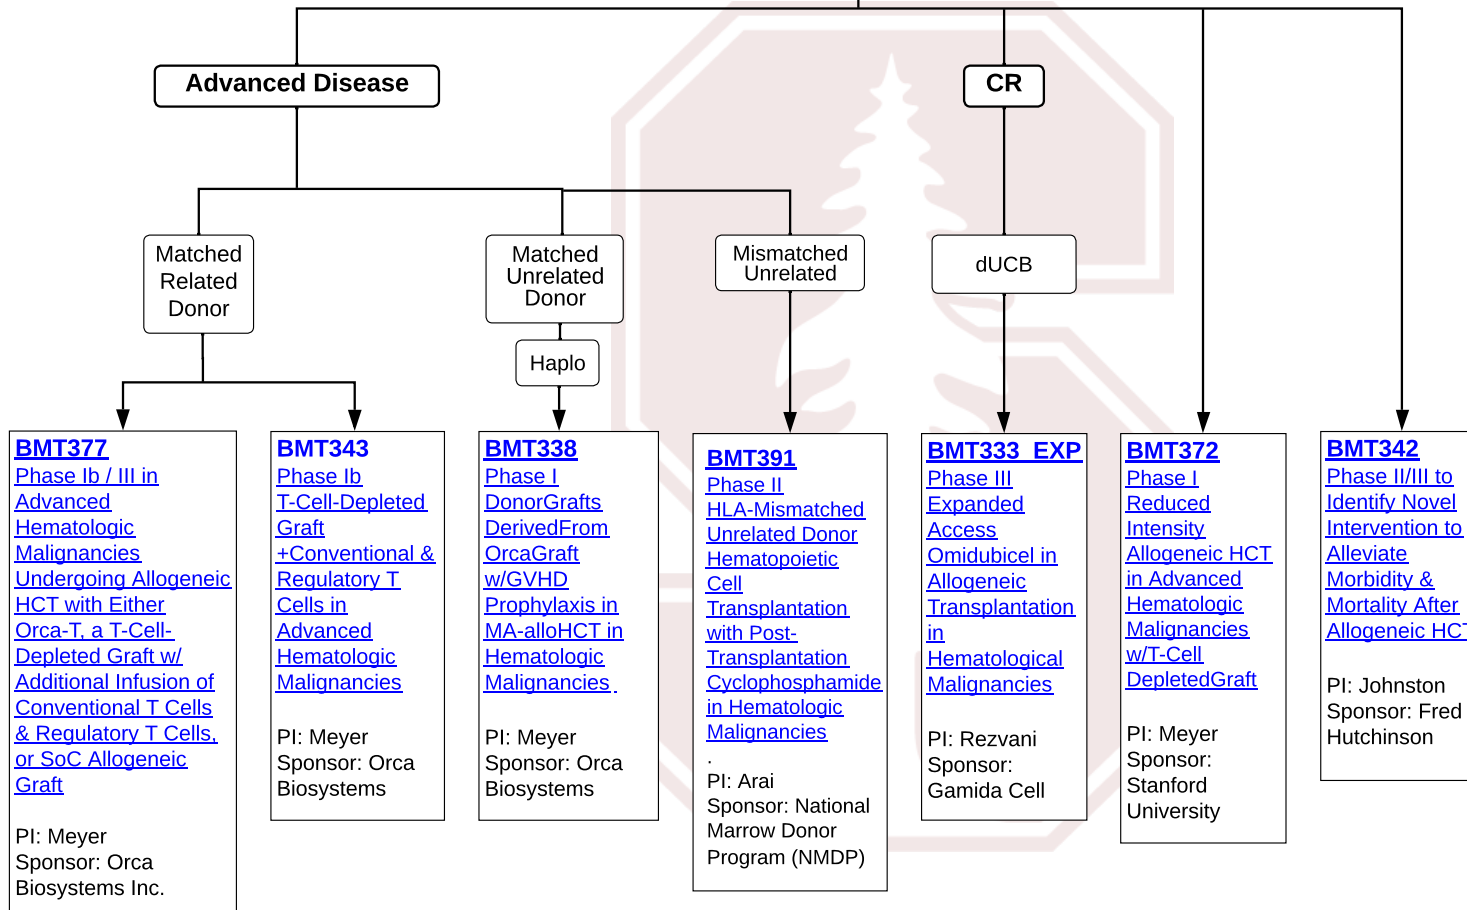 Advanced Disease
CR
Matched
Related
Donor
Matched
Unrelated
Donor
Mismatched
Unrelated
dUCB
Haplo
BMT377
Phase Ib / III in
Advanced
Hematologic
Malignancies
Undergoing Allogeneic
HCT with Either
Orca-T, a T-Cell-
Depleted Graft w/
Additional Infusion of
Conventional T Cells
& Regulatory T Cells,
or SoC Allogeneic
Graft
PI: Meyer
Sponsor: Orca
Biosystems Inc.
BMT343
Phase Ib
T-Cell-Depleted
Graft
+Conventional &
Regulatory T
Cells in
Advanced
Hematologic
Malignancies
PI: Meyer
Sponsor: Orca
Biosystems
BMT338
Phase I
DonorGrafts
DerivedFrom
OrcaGraft
w/GVHD
Prophylaxis in
MA-alloHCT in
Hematologic
Malignancies .
PI: Meyer
Sponsor: Orca
Biosystems
BMT391
Phase II
HLA-Mismatched
Unrelated Donor
Hematopoietic
Cell
Transplantation
with Post-
Transplantation
Cyclophosphamide
in Hematologic
Malignancies
.
PI: Arai
Sponsor: National
Marrow Donor
Program (NMDP)
BMT333_EXP
Phase III
Expanded
Access
Omidubicel in
Allogeneic
Transplantation
in
Hematological
Malignancies
PI: Rezvani
Sponsor:
Gamida Cell
BMT372
Phase I
Reduced
Intensity
Allogeneic HCT
in Advanced
Hematologic
Malignancies
w/T-Cell
DepletedGraft
PI: Meyer
Sponsor:
Stanford
University
BMT342
Phase II/III to
Identify Novel
Intervention to
Alleviate
Morbidity &
Mortality After
Allogeneic HCT
PI: Johnston
Sponsor: Fred
Hutchinson